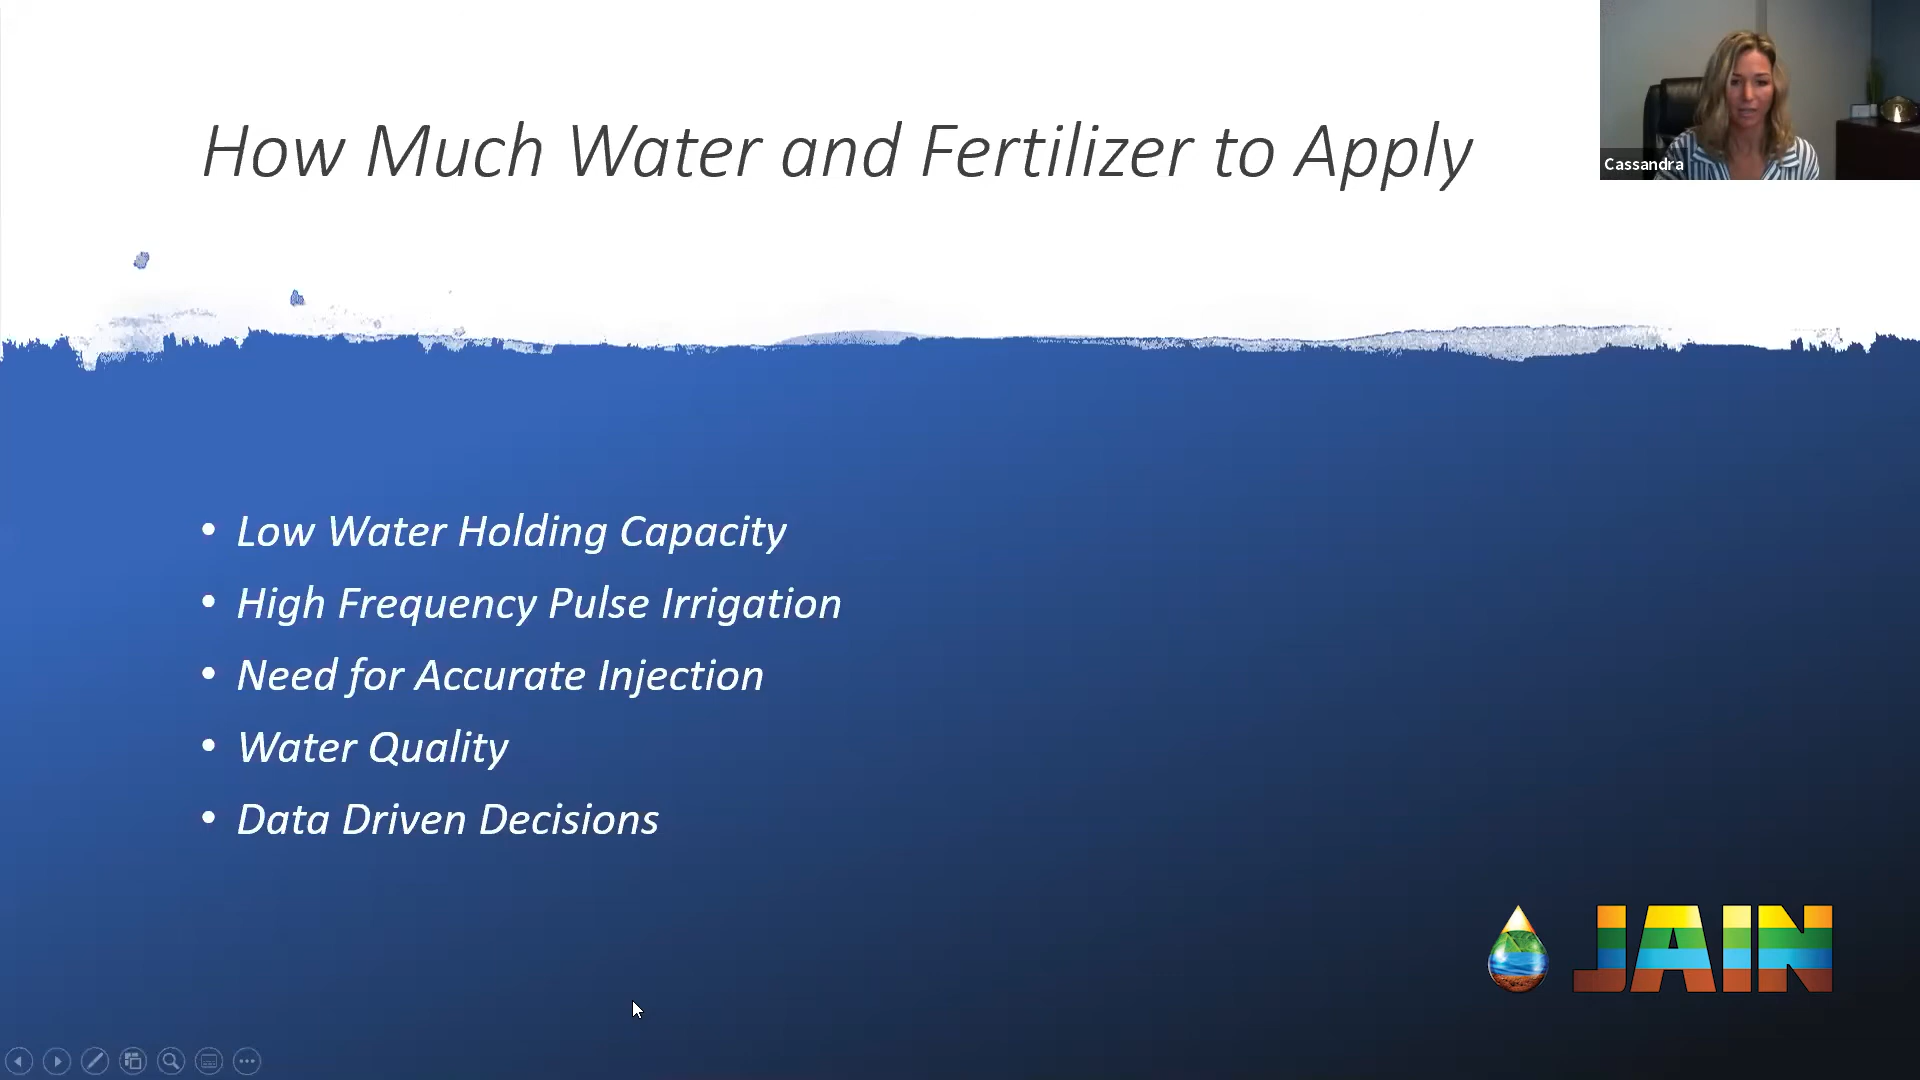 How Much Water and Fertilizer to Apply
Cassandra
• Low Water Holding Capacity
• High Frequency Pulse Irrigation
• Need for Accurate Injection
• Water Quality
• Data Driven Decisions
JAIN